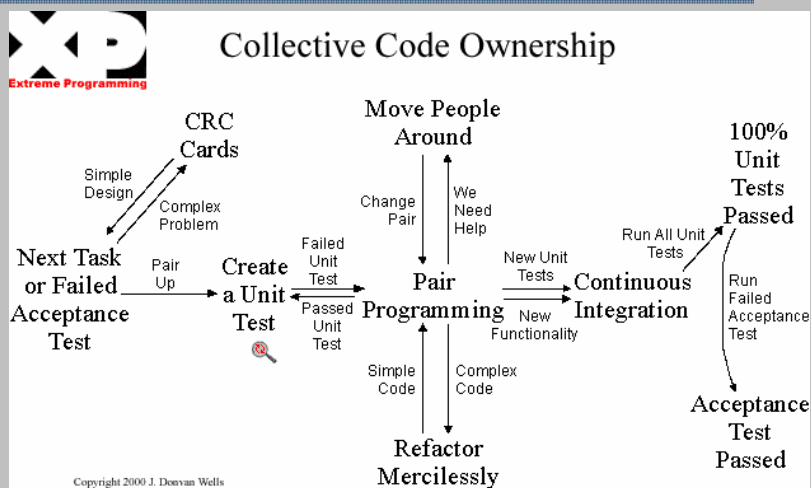 XP
Extreme Programming
Collective Code Ownership
CRC
Cards
Simple
Design
Complex
Problem
Next Task
or Failed
Acceptance
Test
Pair
Up
Create
a Unit
Test
Failed
Unit
Test
Passed
Unit
Test
Move People
Around
Change
Pair
We
Need
Help
Pair
Programming
Simple
Code
Complex
Code
Refactor
Mercilessly
New Unit
Tests
New
Functionality
Continuous
Integration
Run All Unit
Tests
100%
Unit
Tests
Passed
Run
Failed
Acceptance
Test
Acceptance
Test
Passed
Copyright 2000 J. Donvan Wells